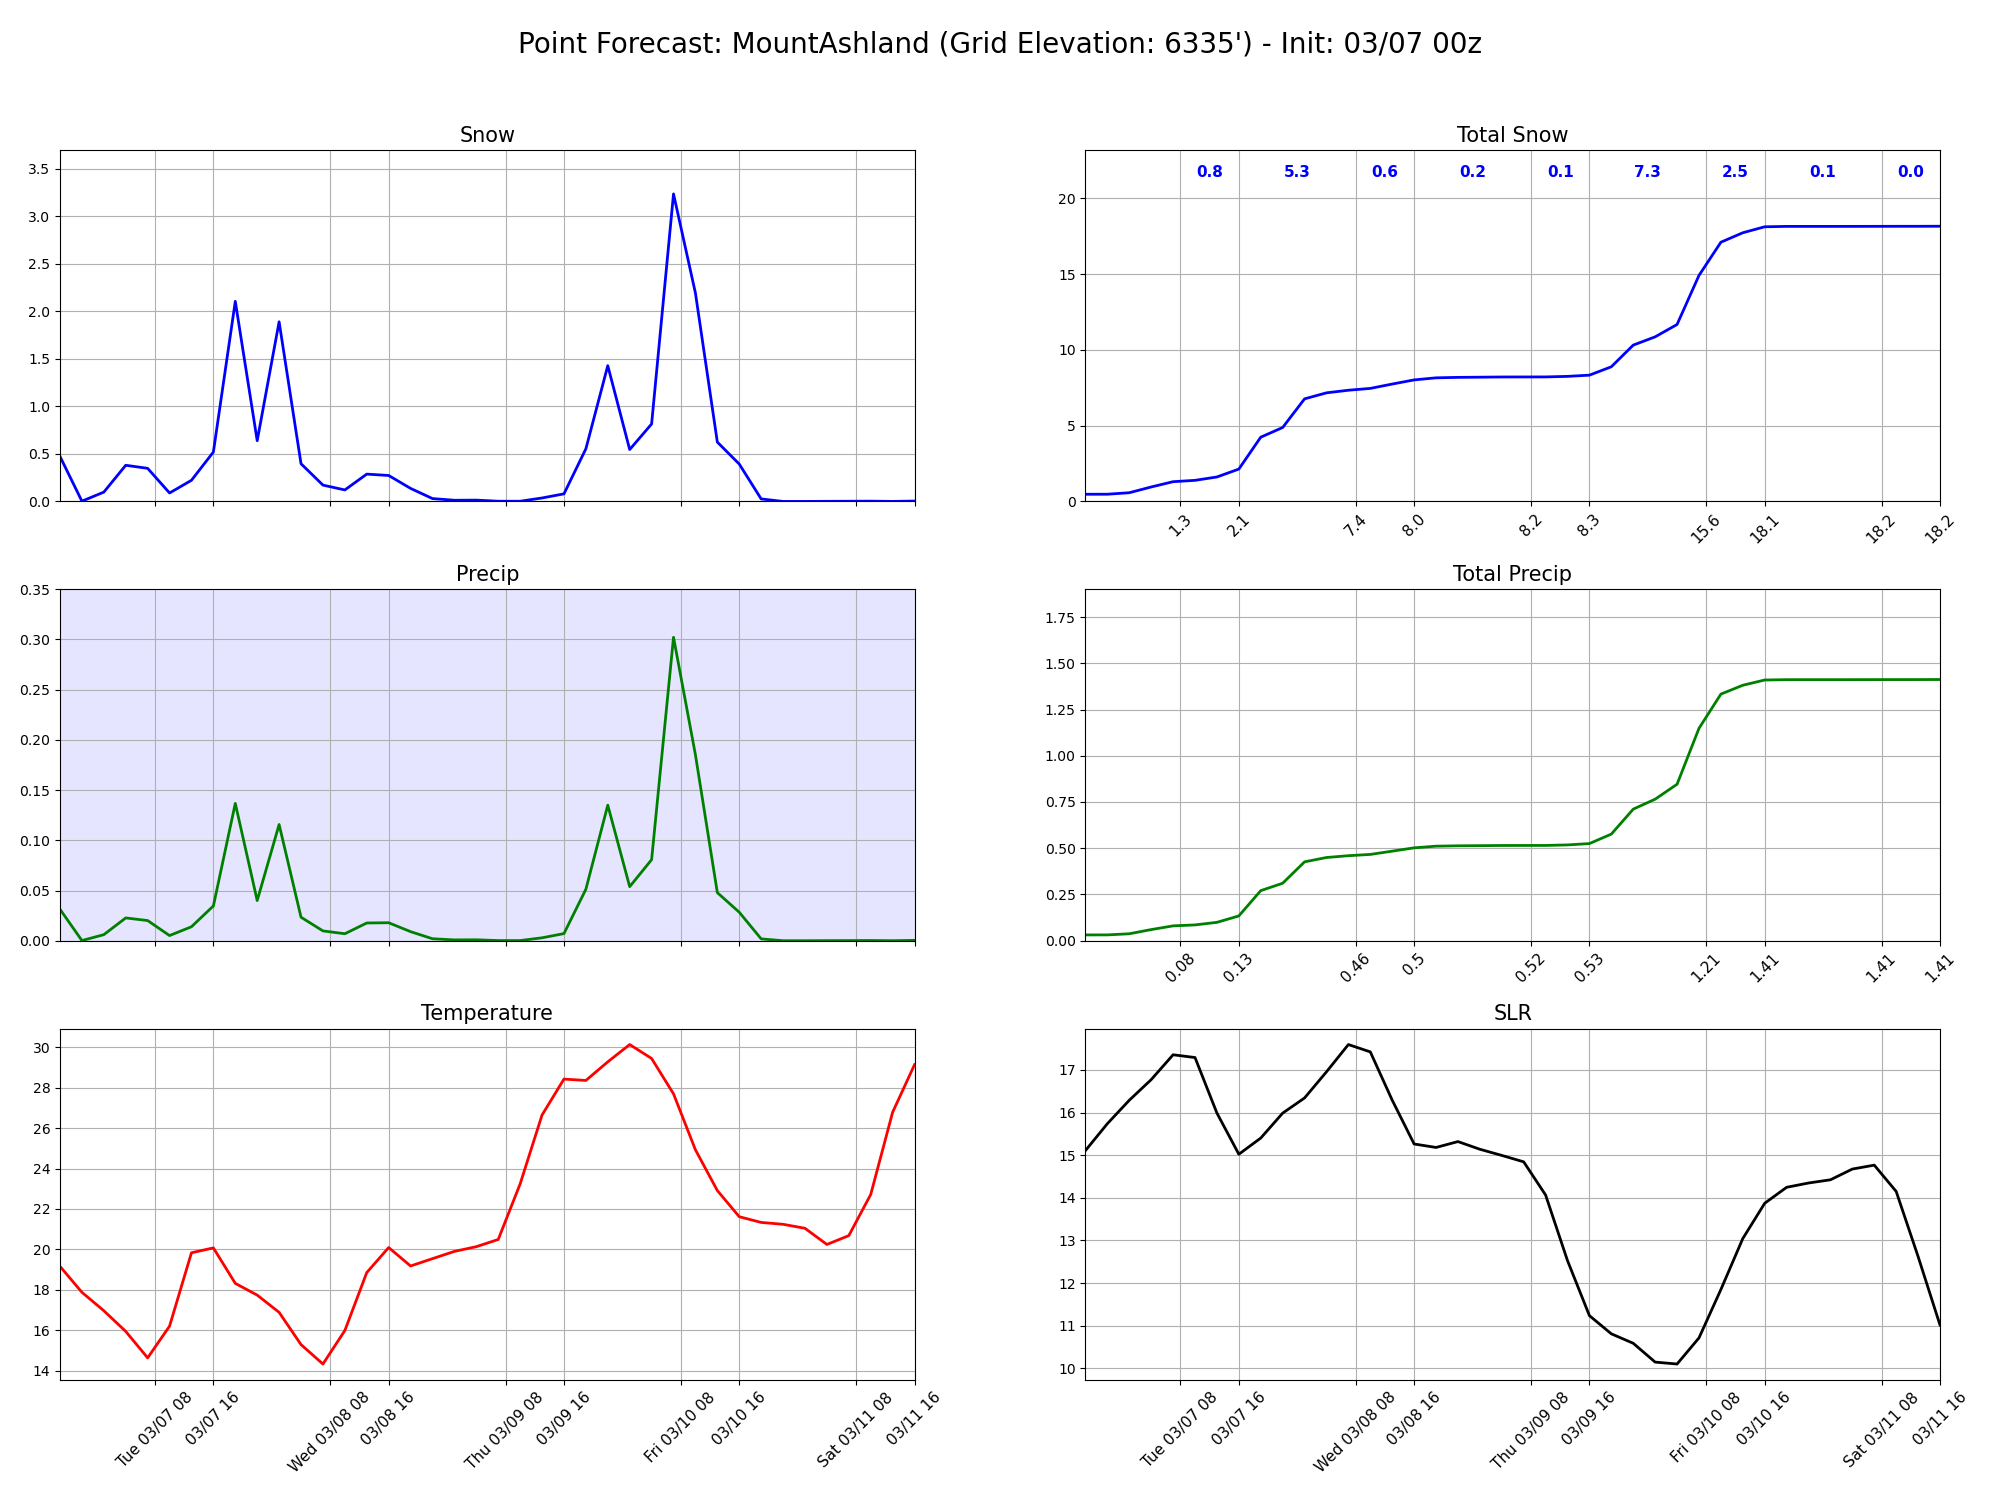 Point Forecast: MountAshland (Grid Elevation: 6335') - Init: 03/07 00z
Snow
3.5
3.0
2.5
2.0
1.5
1.0
0.5
0.0
Total Snow
0.8 5.3 0.6 0.2 0.1 7.3 2.5 0.1 0.0
20
15
10
5
0
1.3 2.1 7.4 8.0 8.2 8.3 15.6 18.1 18.2 18.2
Precip
0.35
0.30
0.25
0.20
0.15
0.10
0.05
0.00
Total Precip
1.75
1.50
1.25
1.00
0.75
0.50
0.25
0.00
0.08 0.13 0.46 0.5 0.52 0.53 1.21 1.41 1.41 1.41
Temperature
30
28
26
24
22
20
18
16
14
Tue 03/07 08
03/07 16
Wed 03/08 08
03/08 16
Thu 03/09 08
03/09 16
Fri 03/10 08
03/10 16
Sat 03/11 08
03/11 16
SLR
17
16
15
14
13
12
11
10
Tue 03/07 08
03/07 16
Wed 03/08 08
03/08 16
Thu 03/09 08
03/09 16
Fri 03/10 08
03/10 16
Sat 03/11 08
03/11 16